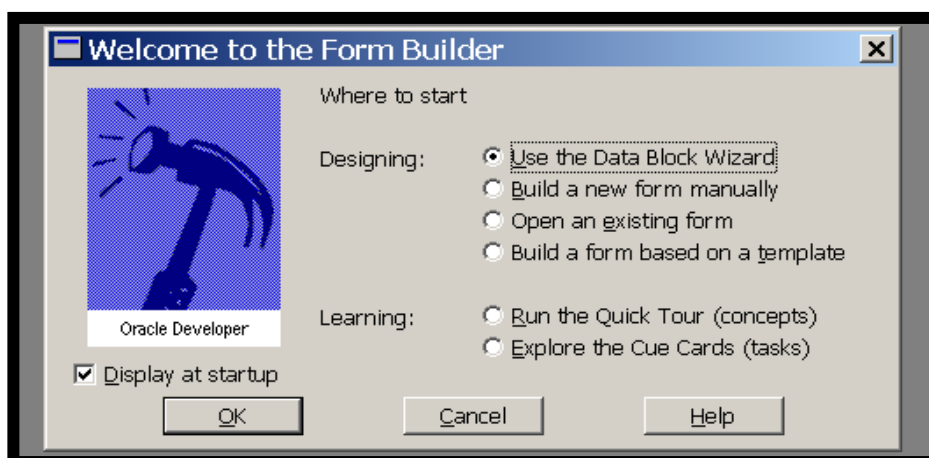 Welcome to the Form Builder
Where to start
Designing:
Use the Data Block Wizard
Build a new form manually
Open an existing form
Build a form based on a template
Oracle Developer
Learning:
Run the Quick Tour (concepts)
Explore the Cue Cards (tasks)
Display at startup
OK
Cancel
Help